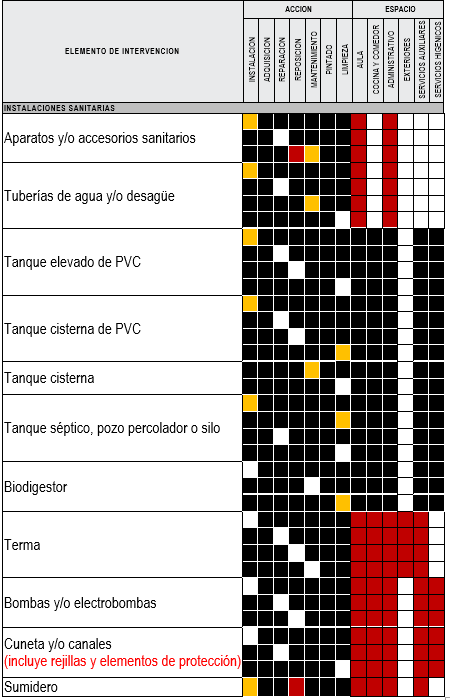 ACCION
ESPACIO
ELEMENTO DE INTERVENCION
INSTALACION
ADQUISICION
REPARACION
REPOSICION
MANTENIMIENTO
PINTADO
LIMPIEZA
AULA
COCINA Y COMEDOR
ADMINISTRATIVO
EXTERIORES
SERVICIOS AUXILIARES
SERVICIOS HIGIENICOS
INSTALACIONES SANITARIAS
Aparatos y/o accesorios sanitarios
Tuberías de agua y/o desagüe
Tanque elevado de PVC
Tanque cisterna de PVC
Tanque cisterna
Tanque séptico, pozo percolador o silo
Biodigestor
Terma
Bombas y/o electrobombas
Cuneta y/o canales
(incluye rejillas y elementos de protección)
Sumidero